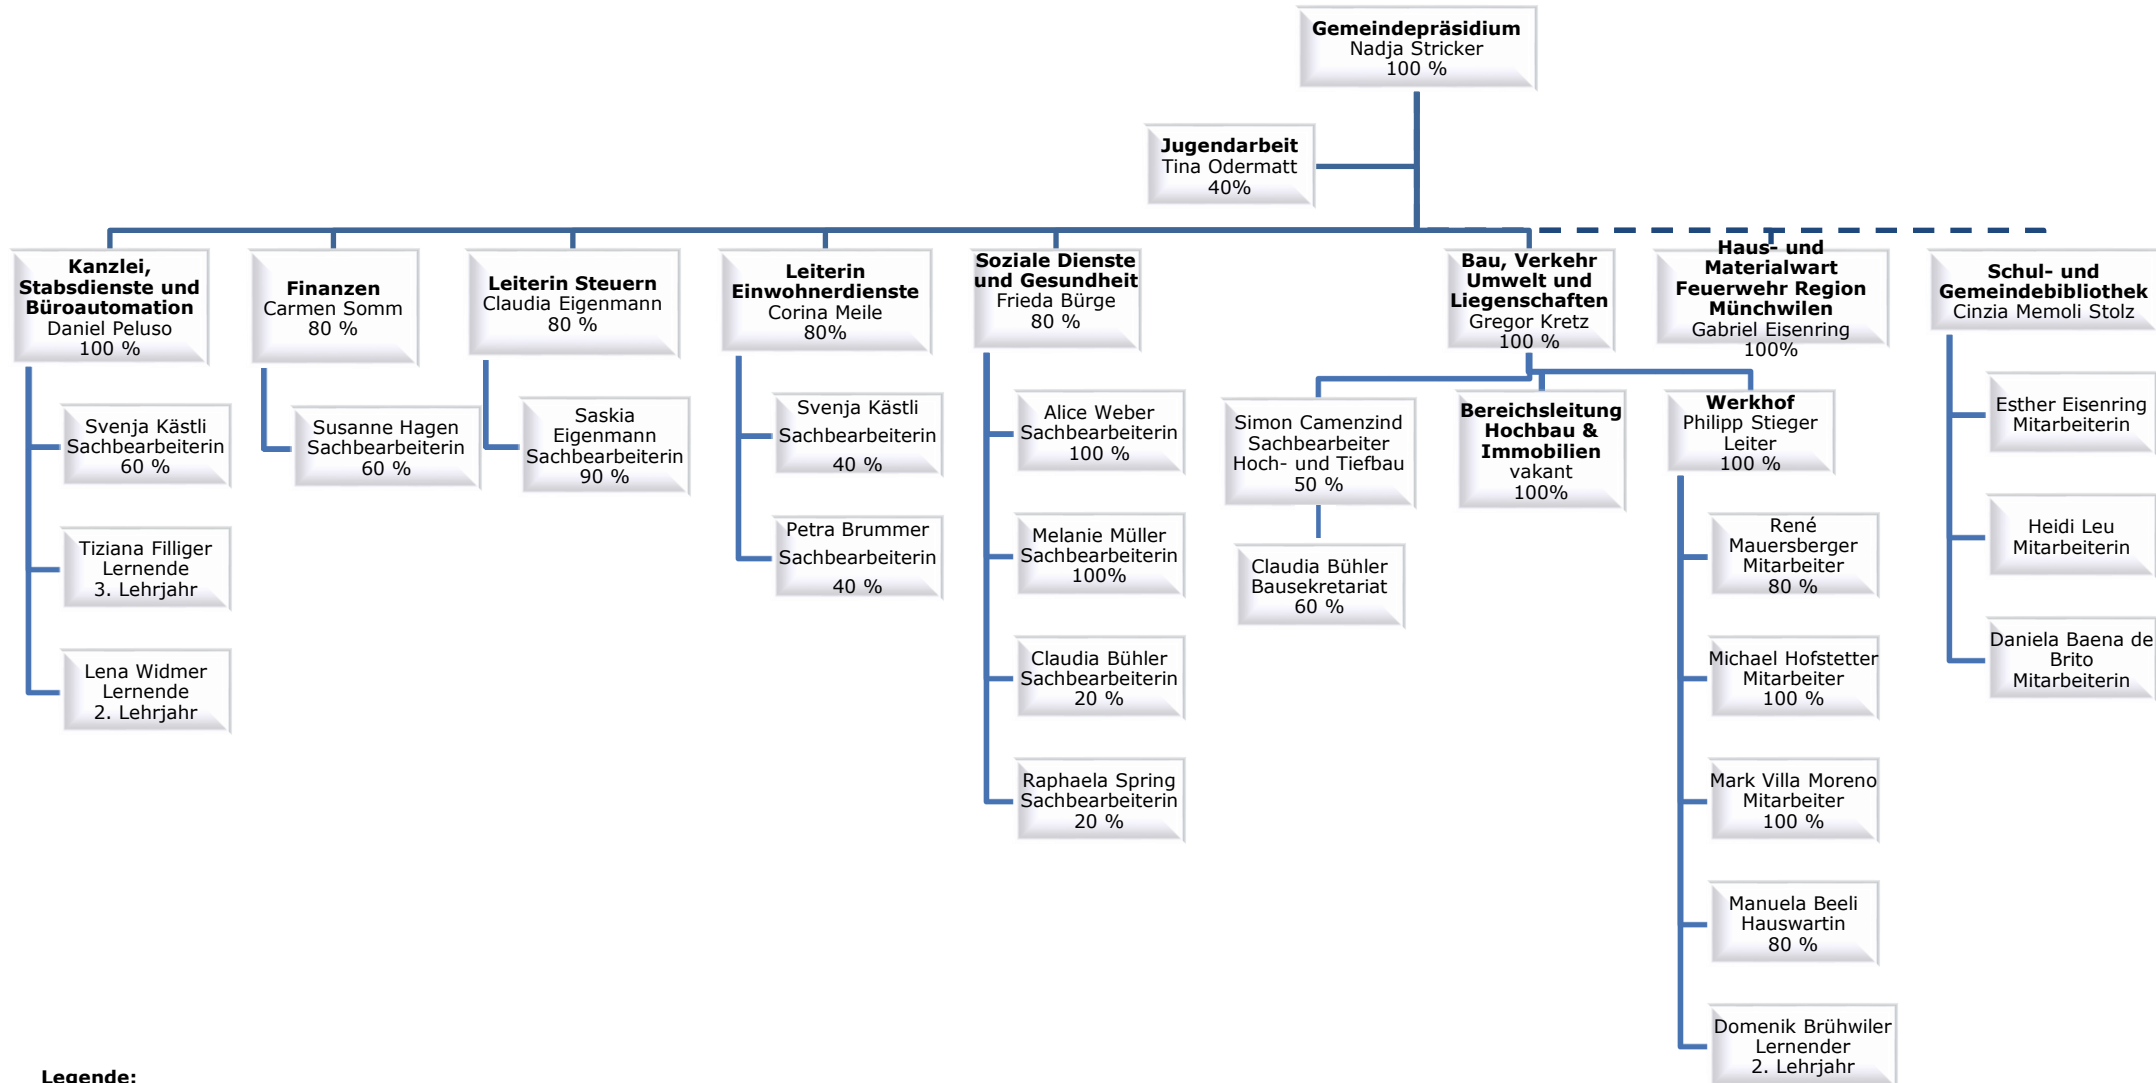 Gemeindepräsidium
Nadja Stricker
100 %
Jugendarbeit
Tina Odermatt
40%
Kanzlei,
Stabsdienste und
Büroautomation
Daniel Peluso
100 %
Svenja Kästli
Sachbearbeiterin
60 %
Tiziana Filliger
Lernende
3. Lehrjahr
Lena Widmer
Lernende
2. Lehrjahr
Finanzen
Carmen Somm
80 %
Susanne Hagen
Sachbearbeiterin
60 %
Leiterin Steuern
Claudia Eigenmann
80 %
Saskia
Eigenmann
Sachbearbeiterin
90 %
Leiterin
Einwohnerdienste
Corina Meile
80%
Svenja Kästli
Sachbearbeiterin
40 %
Petra Brummer
Sachbearbeiterin
40 %
Soziale Dienste
und Gesundheit
Frieda Bürge
80 %
Alice Weber
Sachbearbeiterin
100 %
Melanie Müller
Sachbearbeiterin
100%
Claudia Bühler
Sachbearbeiterin
20 %
Raphaela Spring
Sachbearbeiterin
20 %
Bau, Verkehr
Umwelt und
Liegenschaften
Gregor Kretz
100 %
Simon Camenzind
Sachbearbeiter
Hoch- und Tiefbau
50 %
Claudia Bühler
Bausekretariat
60 %
Bereichsleitung
Hochbau &
Immobilien
vakant
100%
Werkhof
Philipp Stieger
Leiter
100 %
René
Mauersberger
Mitarbeiter
80 %
Michael Hofstetter
Mitarbeiter
100 %
Mark Villa Moreno
Mitarbeiter
100 %
Manuela Beeli
Hauswartin
80 %
Domenik Brühwiler
Lernender
2. Lehrjahr
Haus- und
Materialwart
Feuerwehr Region
Münchwilen
Gabriel Eisenring
100%
Schul- und
Gemeindebibliothek
Cinzia Memoli Stolz
Esther Eisenring
Mitarbeiterin
Heidi Leu
Mitarbeiterin
Daniela Baena de
Brito
Mitarbeiterin
Legende: